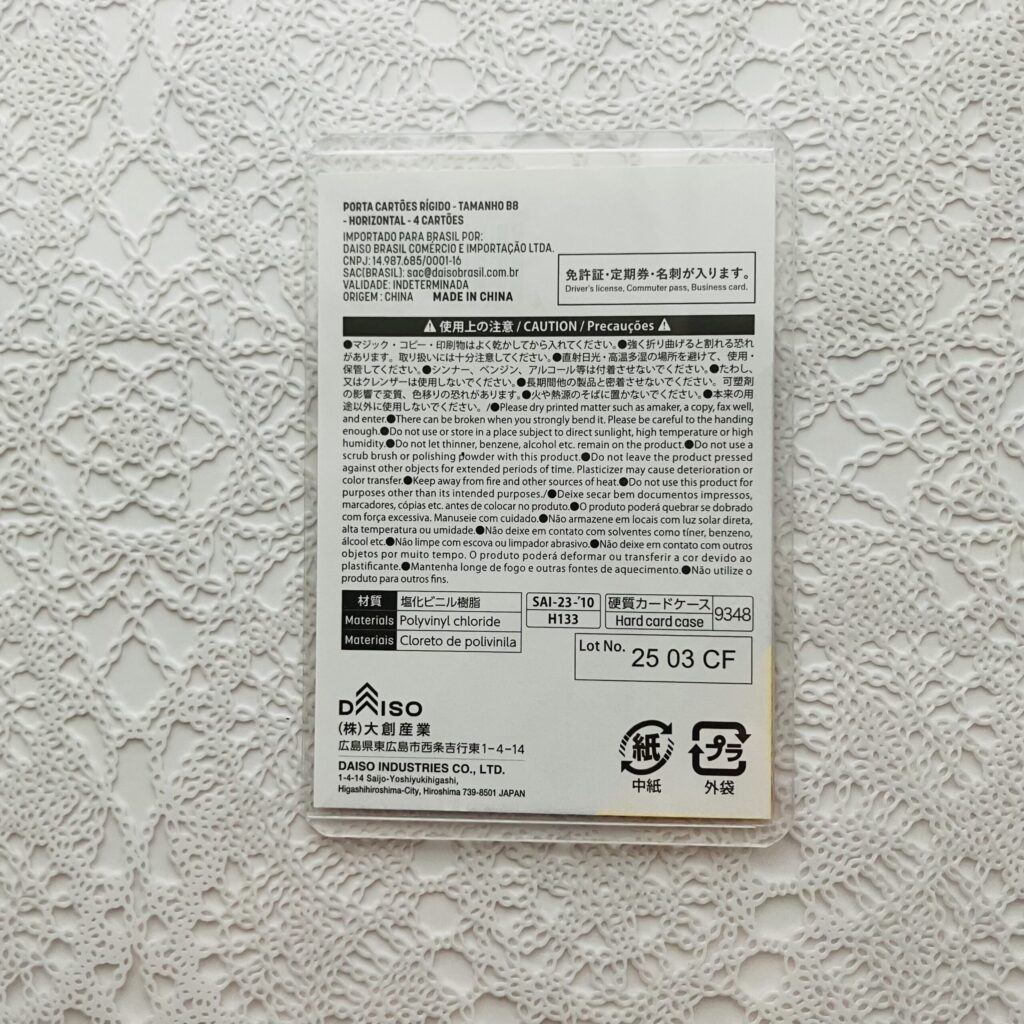 PORTA CARTÕES RÍGIDO - TAMANHO B8
- HORIZONTAL - 4 CARTÕES
IMPORTADO PARA BRASIL POR:
DAISO BRASIL COMÉRCIO E IMPORTAÇÃO LTDA.
CNPJ: 14.987.685/0001-16
SAC(BRASIL): sac@daisobrasil.com.br
VALIDADE: INDETERMINADA
ORIGEM : CHINA MADE IN CHINA
免許証・定期券・名刺が入ります。
Driver's license, Commuter pass, Business card.
⚠使用上の注意 / CAUTION / Precauções ⚠
●マジック・コピー・印刷物はよく乾かしてから入れてください。●強く折り曲げると割れる恐れ
があります。取り扱いには十分注意してください。●直射日光・高温多湿の場所を避けて、使用・
保管してください。●シンナー、ベンジン、アルコール等は付着させないでください。●たわし、
又はクレンザーは使用しないでください。●長期間他の製品と密着させないでください。可塑剤
の影響で変質、色移りの恐れがあります。●火や熱源のそばに置かないでください。●本来の用
途以外に使用しないでください。/●Please dry printed matter such as amaker, a copy, fax well,
and enter.●There can be broken when you strongly bend it. Please be careful to the handing
enough.●Do not use or store in a place subject to direct sunlight, high temperature or high
humidity.●Do not let thinner, benzene, alcohol etc. remain on the product.●Do not use a
scrub brush or polishing powder with this product.●Do not leave the product pressed
against other objects for extended periods of time. Plasticizer may cause deterioration or
color transfer.●Keep away from fire and other sources of heat.●Do not use this product for
purposes other than its intended purposes./●Deixe secar bem documentos impressos,
marcadores, cópias etc. antes de colocar no produto.●O produto poderá quebrar se dobrado
com força excessiva. Manuseie com cuidado.●Não armazene em locais com luz solar direta,
alta temperatura ou umidade.●Não deixe em contato com solventes como tíner, benzeno,
álcool etc.●Não limpe com escova ou limpador abrasivo.●Não deixe em contato com outros
objetos por muito tempo. O produto poderá deformar ou transferir a cor devido ao
plastificante.●Mantenha longe de fogo e outras fontes de aquecimento.●Não utilize o
produto para outros fins.
材質 塩化ビニル樹脂
Materials Polyvinyl chloride
Materiais Cloreto de polivinila
SAI-23-'10
H133
硬質カードケース
Hard card case
9348
Lot No. 25 03 CF
DAISO
(株)大創産業
広島県東広島市西条吉行東1-4-14
DAISO INDUSTRIES CO., LTD.
1-4-14 Saijo-Yoshiyukihigashi,
Higashihiroshima-City, Hiroshima 739-8501 JAPAN
紙
中紙
プラ
外袋